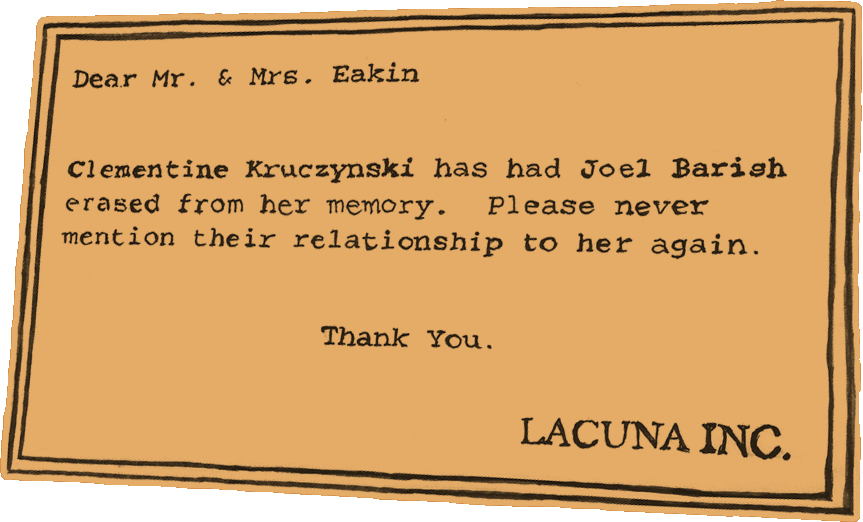 Dear Mr. & Mrs. Eakin
Clementine Kruczynski has had Joel Barish
erased from her memory.  Please never
mention their relationship to her again.
Thank You.
LACUNA INC.